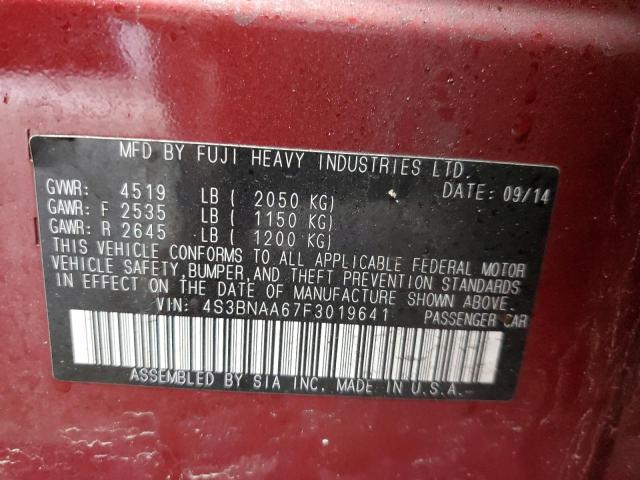 MFD BY FUJI HEAVY INDUSTRIES LTD.
GVWR: 4519 LB ( 2050 KG) DATE: 09/14
GAWR: F 2535 LB ( 1150 KG)
GAWR: R 2645 LB ( 1200 KG)
THIS VEHICLE CONFORMS TO ALL APPLICABLE FEDERAL MOTOR
VEHICLE SAFETY, BUMPER, AND THEFT PREVENTION STANDARDS
IN EFFECT ON THE DATE OF MANUFACTURE SHOWN ABOVE.
VIN: 4S3BNAA67F3019641 PASSENGER CAR
ASSEMBLED BY SIA INC. MADE IN U.S.A.